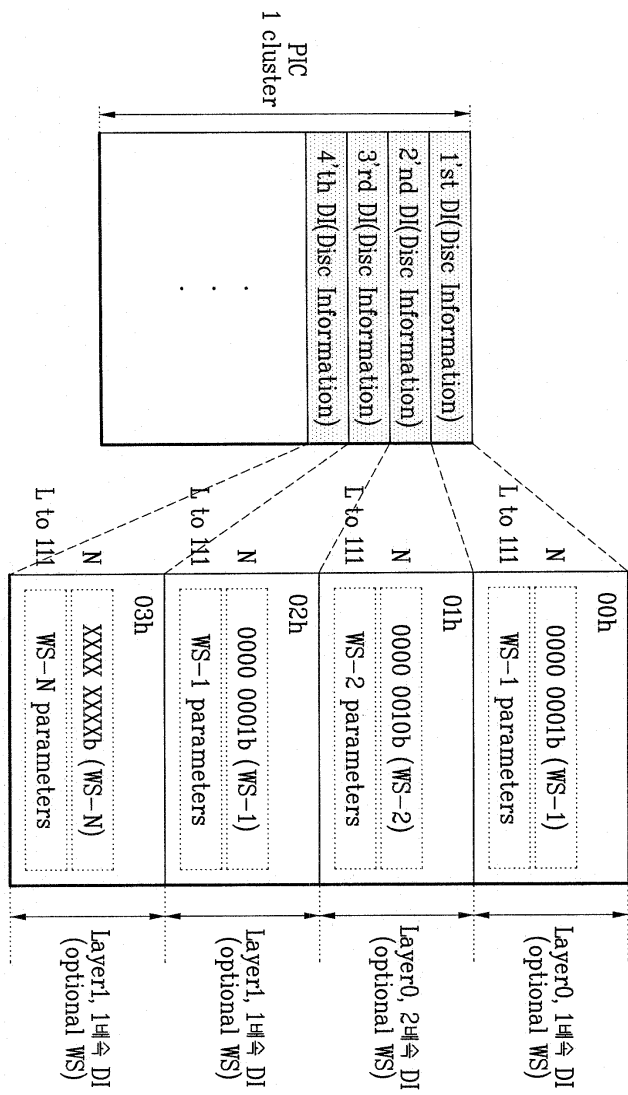 PIC
1 cluster
1'st DI(Disc Information)
2'nd DI(Disc Information)
3'rd DI(Disc Information)
4'th DI(Disc Information)
. . .
00h
N
0000 0001b (WS-1)
L to 111
WS-1 parameters
Layer0, 1배속 DI
(optional WS)
01h
N
0000 0010b (WS-2)
L to 111
WS-2 parameters
Layer0, 2배속 DI
(optional WS)
02h
N
0000 0001b (WS-1)
L to 111
WS-1 parameters
Layer1, 1배속 DI
(optional WS)
03h
N
XXXX XXXXb (WS-N)
L to 111
WS-N parameters
Layer1, 1배속 DI
(optional WS)